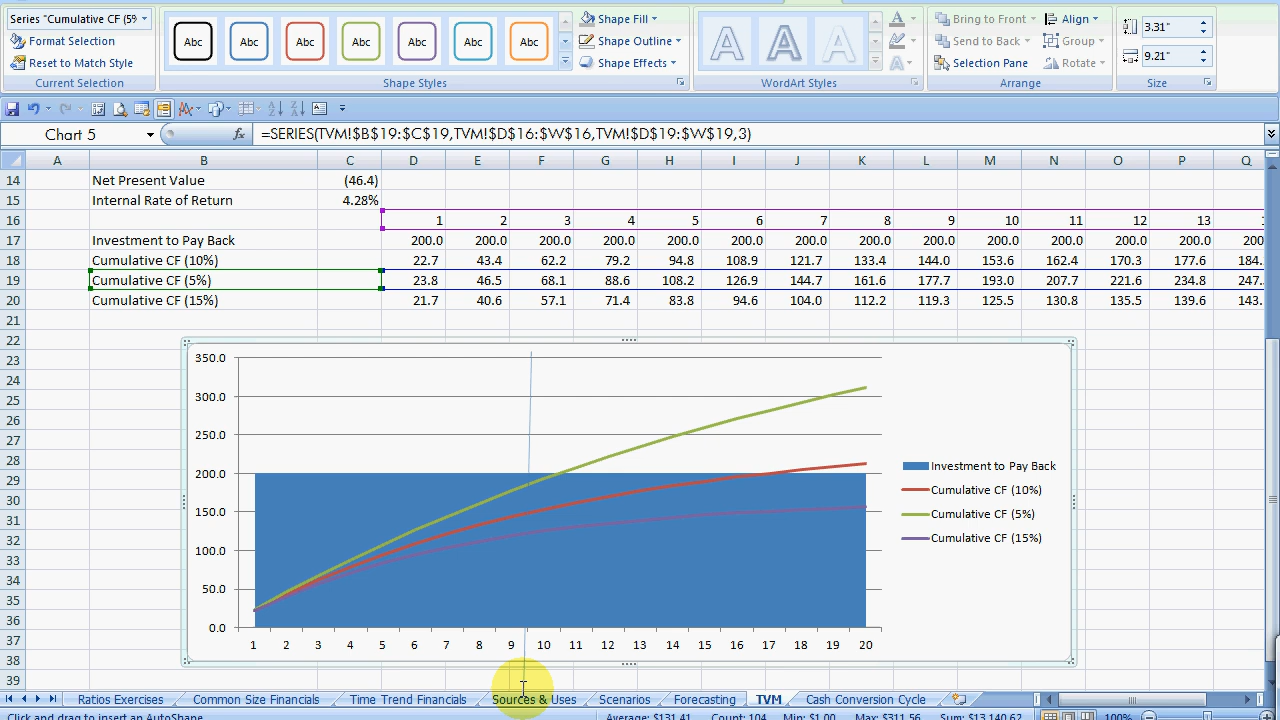 Series "Cumulative CF (5%
Format Selection
Reset to Match Style
Current Selection
Abc Abc Abc Abc Abc Abc Abc
Shape Fill
Shape Outline
Shape Effects
Shape Styles
A A A
WordArt Styles
Bring to Front
Send to Back
Selection Pane
Align
Group
Rotate
Arrange
3.31"
9.21"
Size
Chart 5 fx =SERIES(TVM!$B$19:$C$19,TVM!$D$16:$W$16,TVM!$D$19:$W$19,3)
A B C D E F G H I J K L M N O P Q
14 Net Present Value (46.4)
15 Internal Rate of Return 4.28%
16 1 2 3 4 5 6 7 8 9 10 11 12 13
17 Investment to Pay Back 200.0 200.0 200.0 200.0 200.0 200.0 200.0 200.0 200.0 200.0 200.0 200.0 200.0 200
18 Cumulative CF (10%) 22.7 43.4 62.2 79.2 94.8 108.9 121.7 133.4 144.0 153.6 162.4 170.3 177.6 184.
19 Cumulative CF (5%) 23.8 46.5 68.1 88.6 108.2 126.9 144.7 161.6 177.7 193.0 207.7 221.6 234.8 247.
20 Cumulative CF (15%) 21.7 40.6 57.1 71.4 83.8 94.6 104.0 112.2 119.3 125.5 130.8 135.5 139.6 143.
21
22
23
24
25
26
27
28
29
30
31
32
33
34
35
36
37
38
39
350.0
300.0
250.0
200.0
150.0
100.0
50.0
0.0
1 2 3 4 5 6 7 8 9 10 11 12 13 14 15 16 17 18 19 20
Investment to Pay Back
Cumulative CF (10%)
Cumulative CF (5%)
Cumulative CF (15%)
Ratios Exercises Common Size Financials Time Trend Financials Sources & Uses Scenarios Forecasting TVM Cash Conversion Cycle
Click and drag to insert an AutoShape Average: $131.41 Count: 104 Min: $1.00 Max: $311.56 Sum: $13,140.62 100%